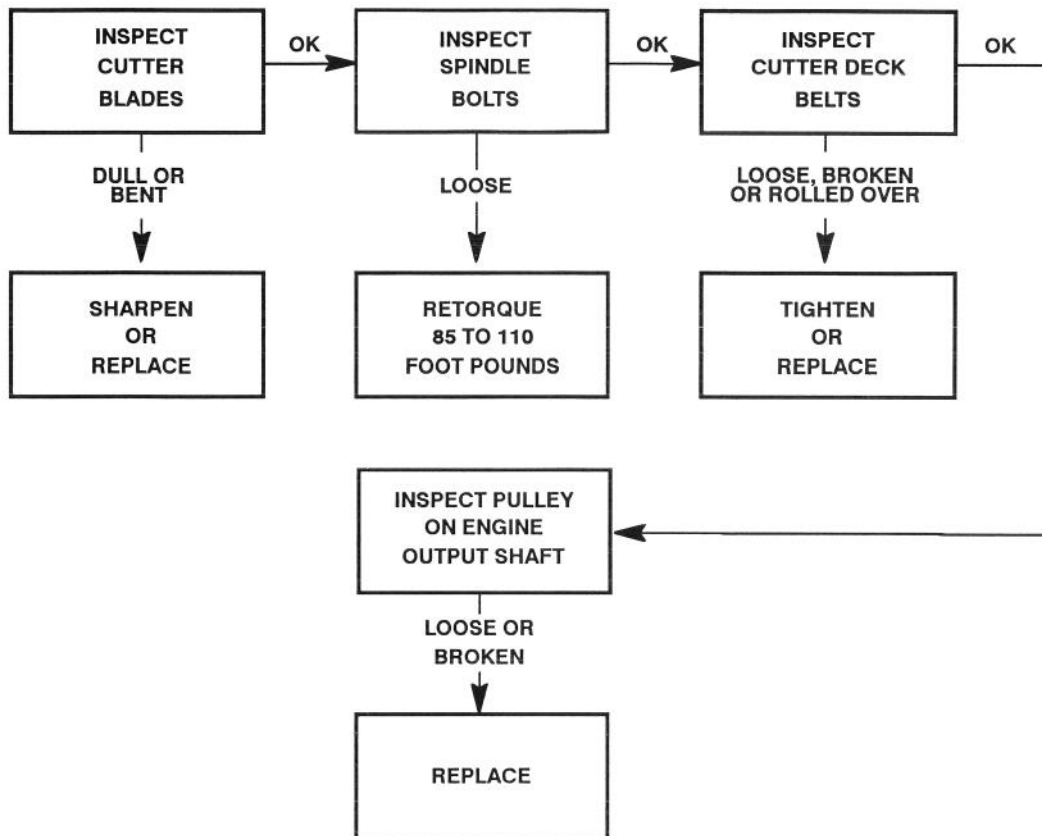 INSPECT
CUTTER
BLADES
OK
INSPECT
SPINDLE
BOLTS
OK
INSPECT
CUTTER DECK
BELTS
OK
DULL OR
BENT
LOOSE
LOOSE, BROKEN
OR ROLLED OVER
SHARPEN
OR
REPLACE
RETORQUE
85 TO 110
FOOT POUNDS
TIGHTEN
OR
REPLACE
INSPECT PULLEY
ON ENGINE
OUTPUT SHAFT
LOOSE OR
BROKEN
REPLACE